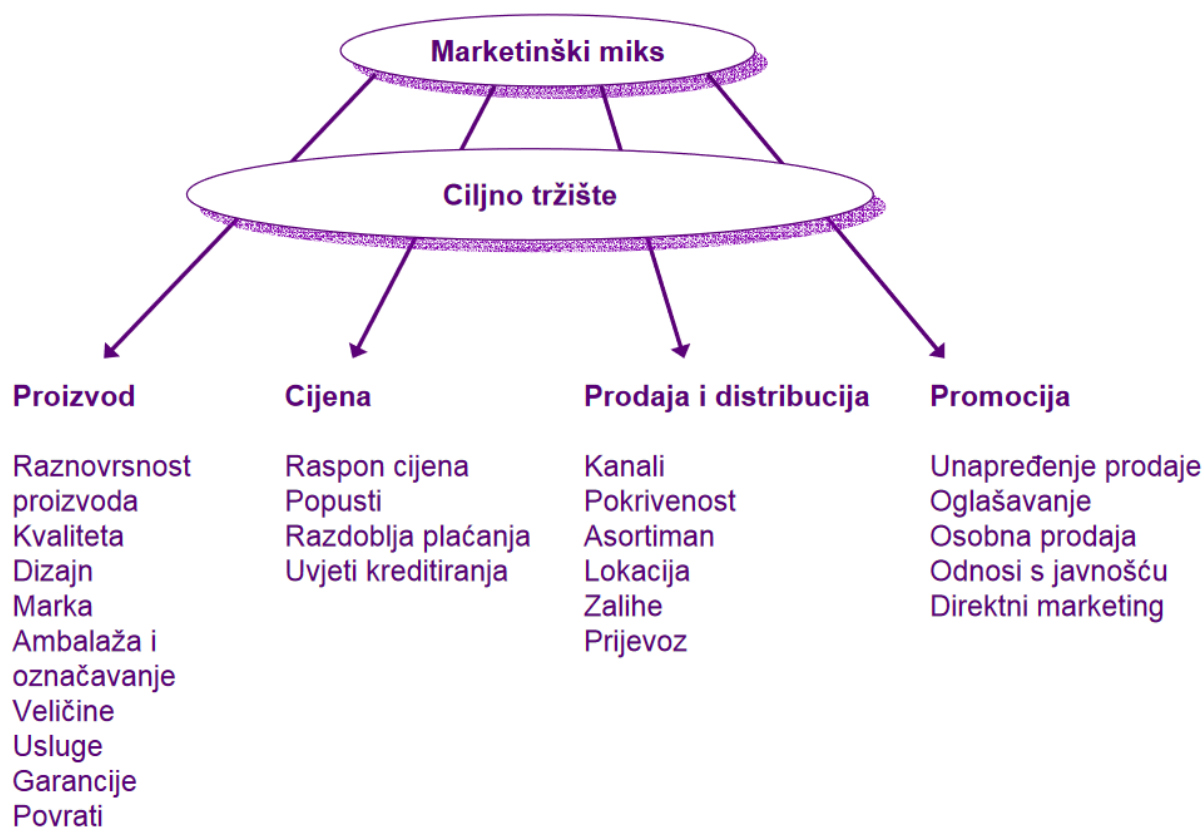 Marketinški miks
Ciljno tržište
Proizvod
Raznovrsnost
proizvoda
Kvaliteta
Dizajn
Marka
Ambalaža i
označavanje
Veličine
Usluge
Garancije
Povrati
Cijena
Raspon cijena
Popusti
Razdoblja plaćanja
Uvjeti kreditiranja
Prodaja i distribucija
Kanali
Pokrivenost
Asortiman
Lokacija
Zalihe
Prijevoz
Promocija
Unapređenje prodaje
Oglašavanje
Osobna prodaja
Odnosi s javnošću
Direktni marketing